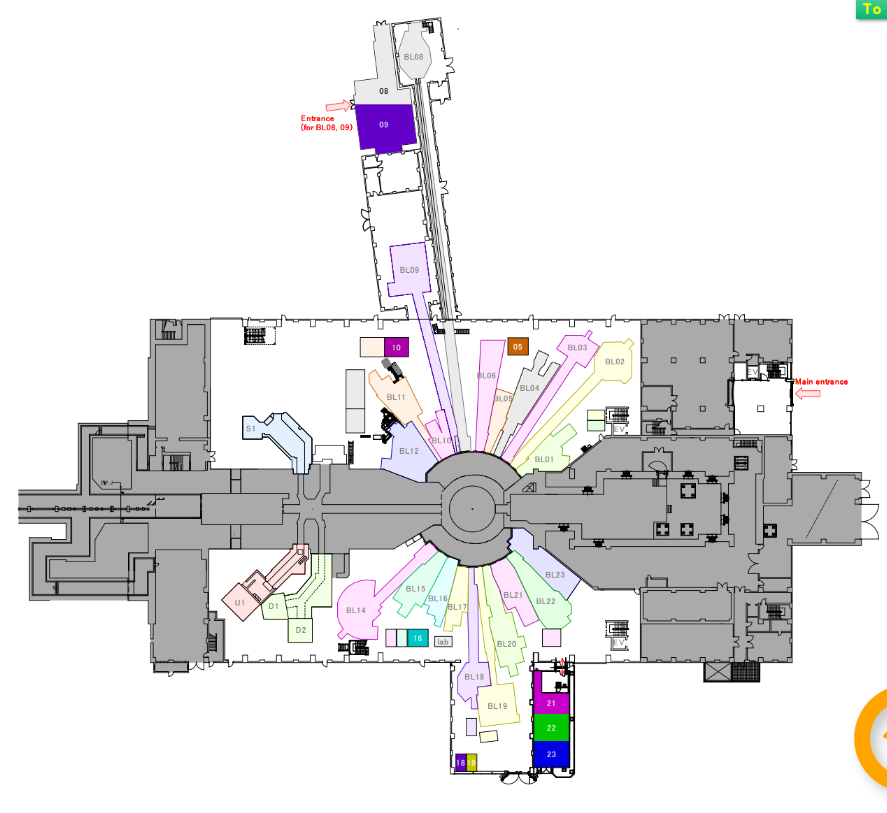 To
BL08
08
Entrance
(for BL08, 09)
09
BL09
10
05
BL03
BL02
BL06
BL04
BL05
BL11
BL10
BL12
BL01
EV
EV
Main entrance
S1
U1
D1
D2
BL14
BL15
BL16
BL17
BL21
BL22
BL23
BL20
16
lab
EV
BL18
BL19
21
22
23
18
19